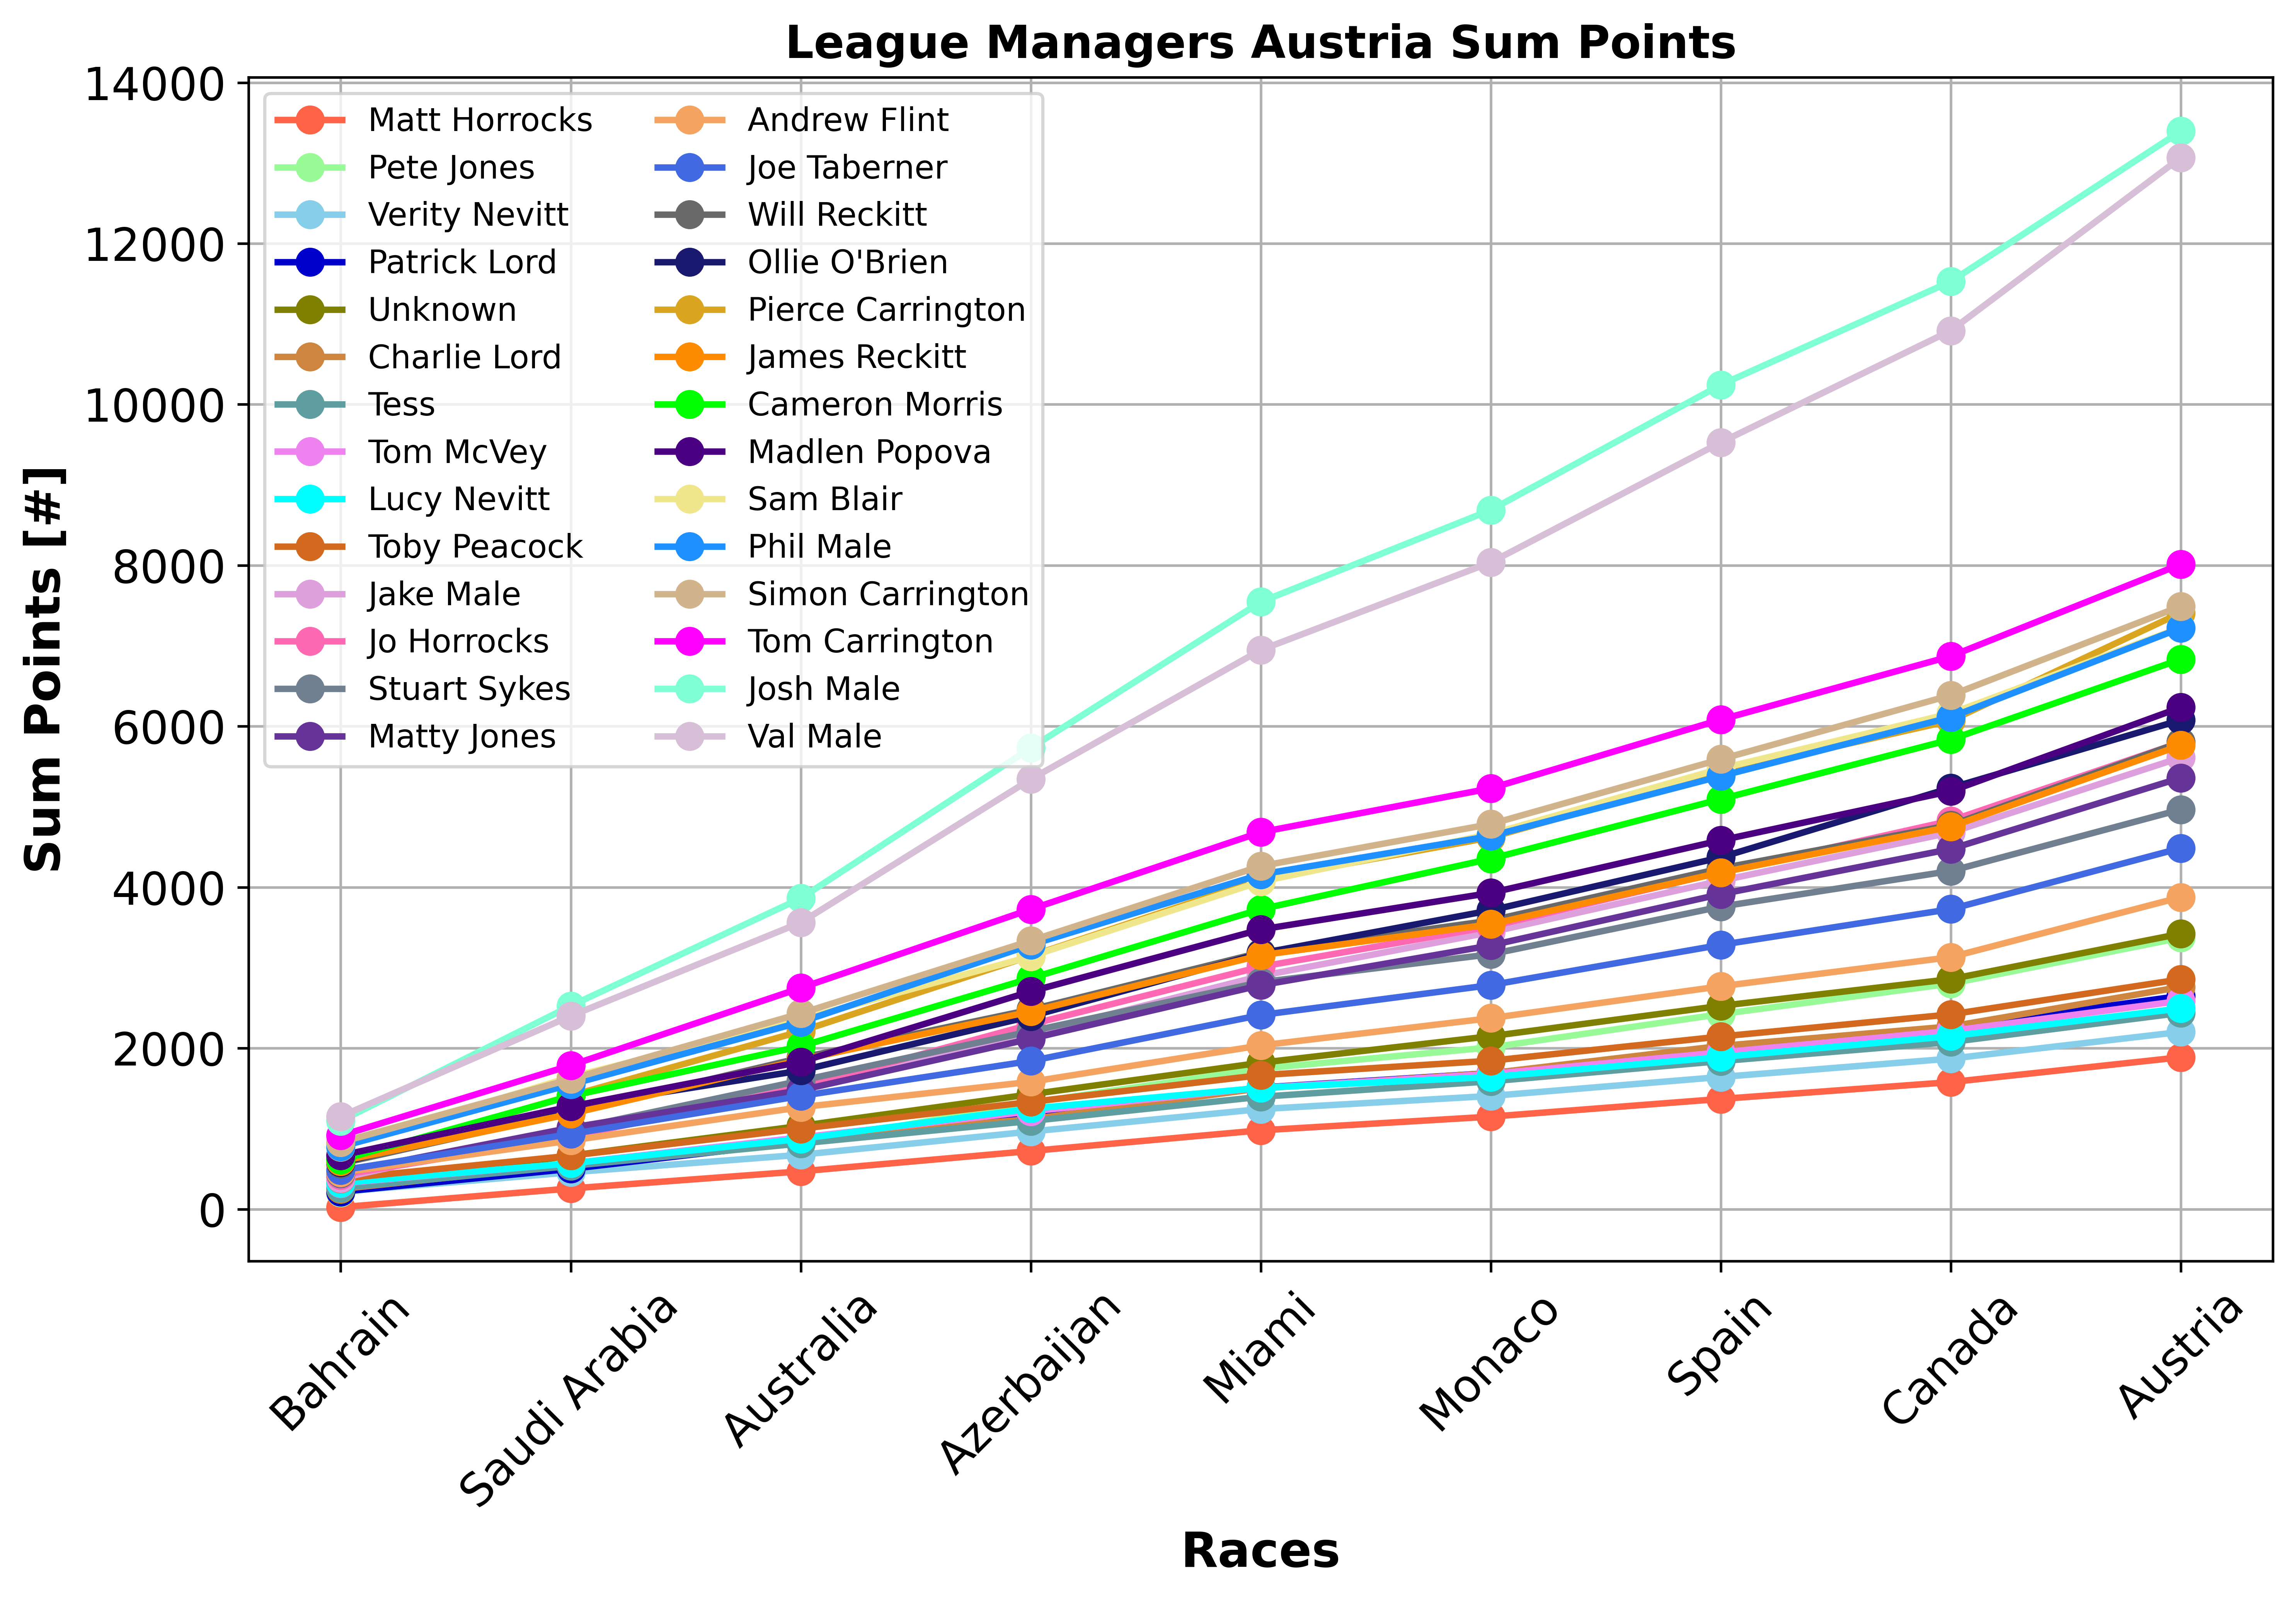 League Managers Austria Sum Points
Sum Points [#]
14000
12000
10000
8000
6000
4000
2000
0
Matt Horrocks
Pete Jones
Verity Nevitt
Patrick Lord
Unknown
Charlie Lord
Tess
Tom McVey
Lucy Nevitt
Toby Peacock
Jake Male
Jo Horrocks
Stuart Sykes
Matty Jones
Andrew Flint
Joe Taberner
Will Reckitt
Ollie O'Brien
Pierce Carrington
James Reckitt
Cameron Morris
Madlen Popova
Sam Blair
Phil Male
Simon Carrington
Tom Carrington
Josh Male
Val Male
Bahrain
Saudi Arabia
Australia
Azerbaijan
Miami
Monaco
Spain
Canada
Austria
Races